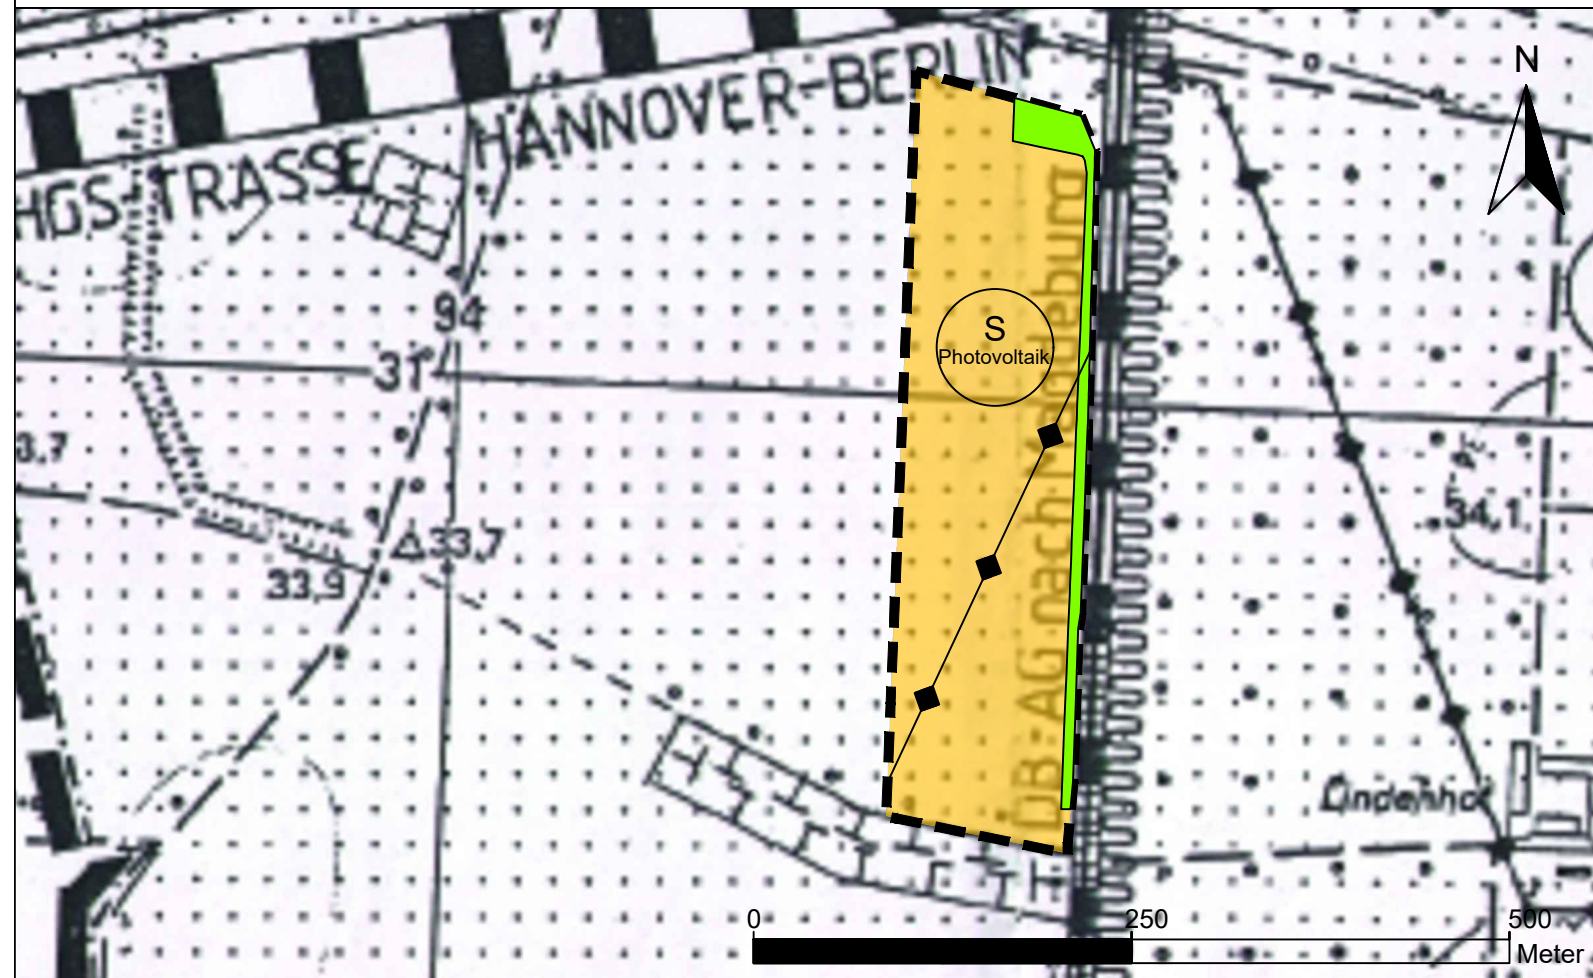 HANNOVER-BERLIN
N
HGS-TRASSE
94
S
Photovoltaik
31
3,7
34,1
△33,7
33,9
DB-AG nach Magdeburg
Lindenhof
0 250 500
Meter